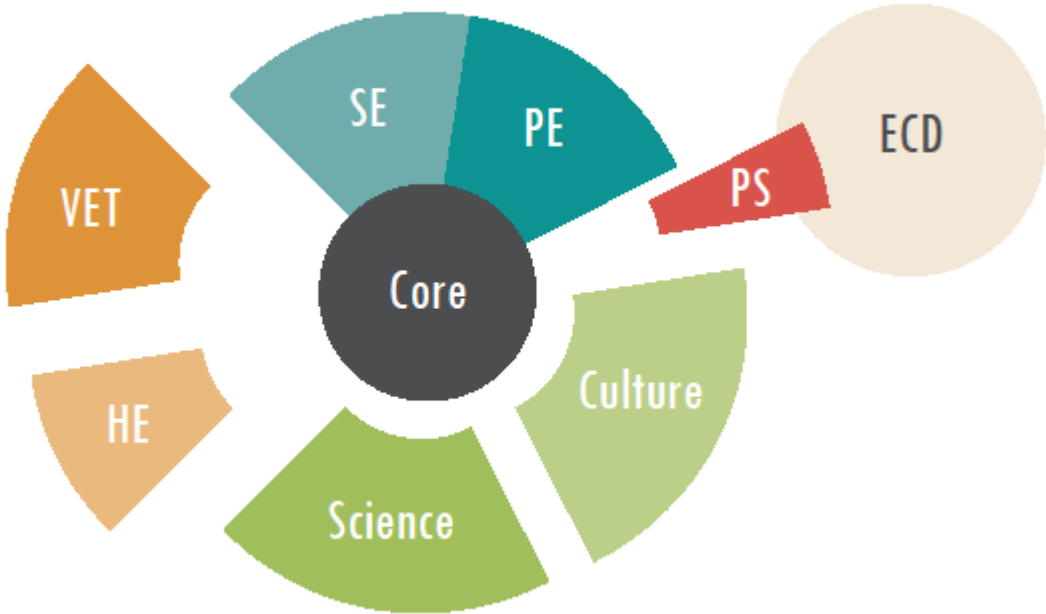 SE
PE
ECD
PS
VET
Core
Culture
HE
Science